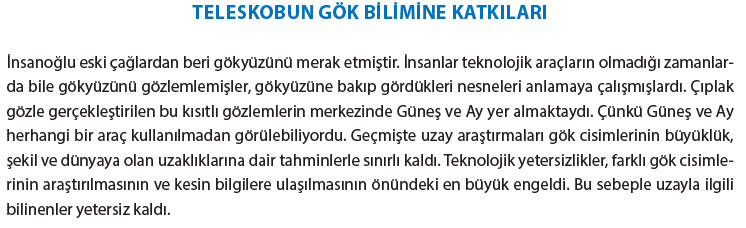 TELESKOBUN GÖK BİLİMİNE KATKILARI
İnsanoğlu eski çağlardan beri gökyüzünü merak etmiştir. İnsanlar teknolojik araçların olmadığı zamanlar-
da bile gökyüzünü gözlemlemişler, gökyüzüne bakıp gördükleri nesneleri anlamaya çalışmışlardı. Çıplak
gözle gerçekleştirilen bu kısıtlı gözlemlerin merkezinde Güneş ve Ay yer almaktaydı. Çünkü Güneş ve Ay
herhangi bir araç kullanılmadan görülebiliyordu. Geçmişte uzay araştırmaları gök cisimlerinin büyüklük,
şekil ve dünyaya olan uzaklıklarına dair tahminlerle sınırlı kaldı. Teknolojik yetersizlikler, farklı gök cisimle-
rinin araştırılmasının ve kesin bilgilere ulaşılmasının önündeki en büyük engeldi. Bu sebeple uzayla ilgili
bilinenler yetersiz kaldı.